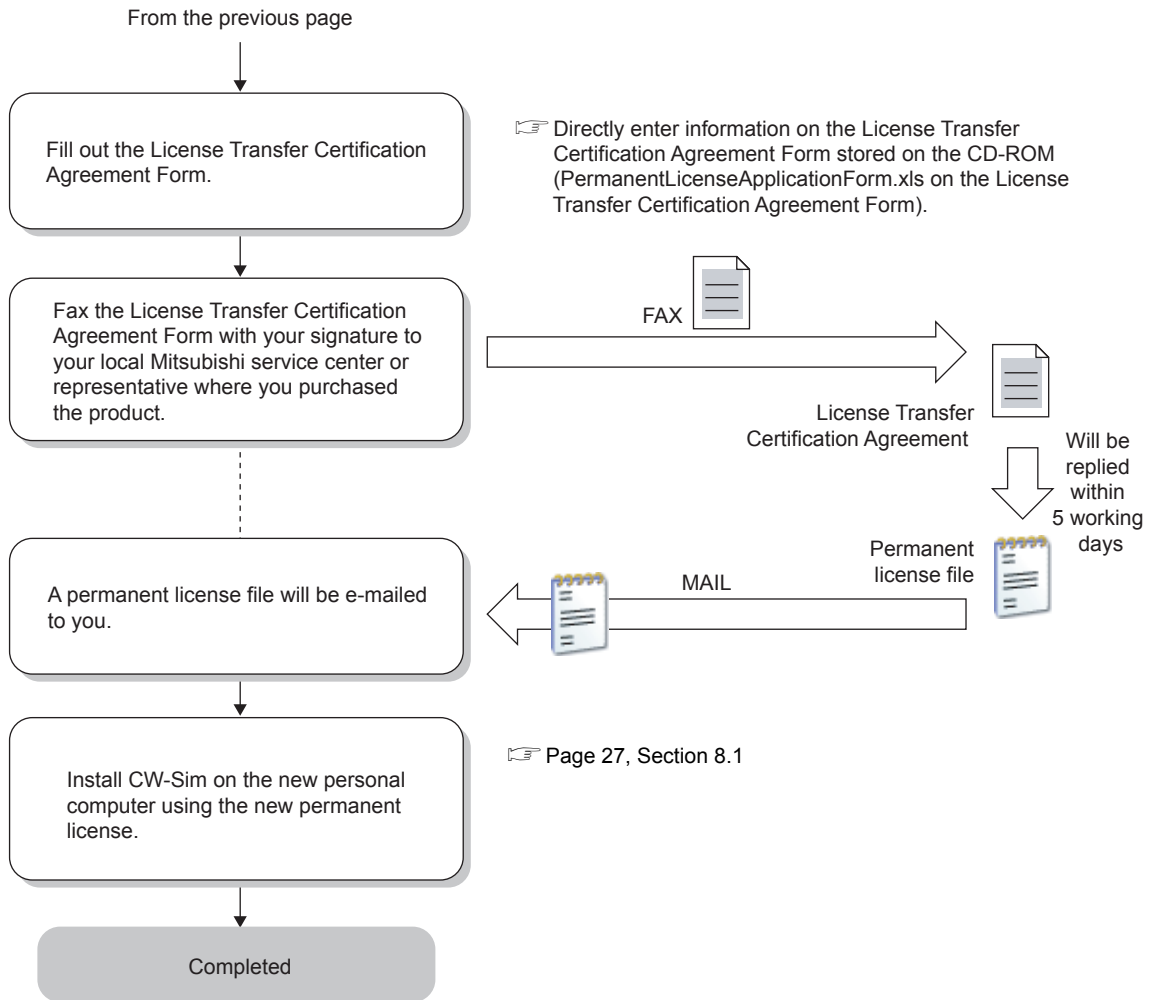 From the previous page
Fill out the License Transfer Certification
Agreement Form.
Directly enter information on the License Transfer
Certification Agreement Form stored on the CD-ROM
(PermanentLicenseApplicationForm.xls on the License
Transfer Certification Agreement Form).
Fax the License Transfer Certification
Agreement Form with your signature to
your local Mitsubishi service center or
representative where you purchased
the product.
FAX
License Transfer
Certification Agreement
Will be
replied
within
5 working
days
Permanent
license file
MAIL
A permanent license file will be e-mailed
to you.
Install CW-Sim on the new personal
computer using the new permanent
license.
Page 27, Section 8.1
Completed